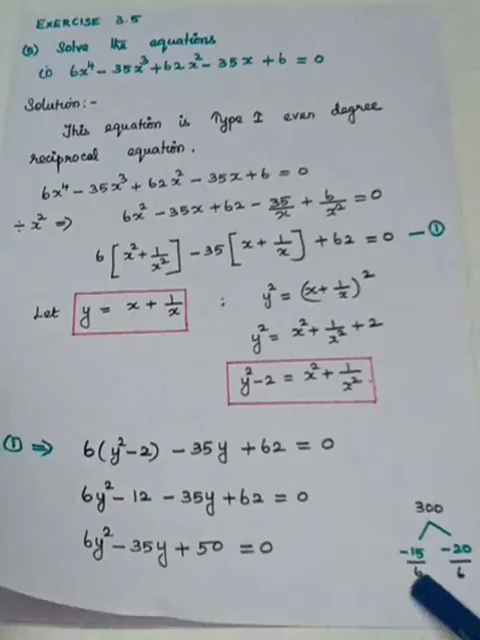 EXERCISE 3.5
(5) Solve the equations
(i) 6x⁴ - 35x³ + 62x² - 35x + 6 = 0
Solution:-
This equation is Type I even degree
reciprocal equation.
6x⁴ - 35x³ + 62x² - 35x + 6 = 0
÷ x² ⇒ 6x² - 35x + 62 - 35/x + 6/x² = 0
6[x² + 1/x²] - 35[x + 1/x] + 62 = 0 — ①
Let y = x + 1/x ; y² = (x + 1/x)²
y² = x² + 1/x² + 2
y² - 2 = x² + 1/x²
① ⇒ 6(y² - 2) - 35y + 62 = 0
6y² - 12 - 35y + 62 = 0
6y² - 35y + 50 = 0
300
-15/6 -20/6